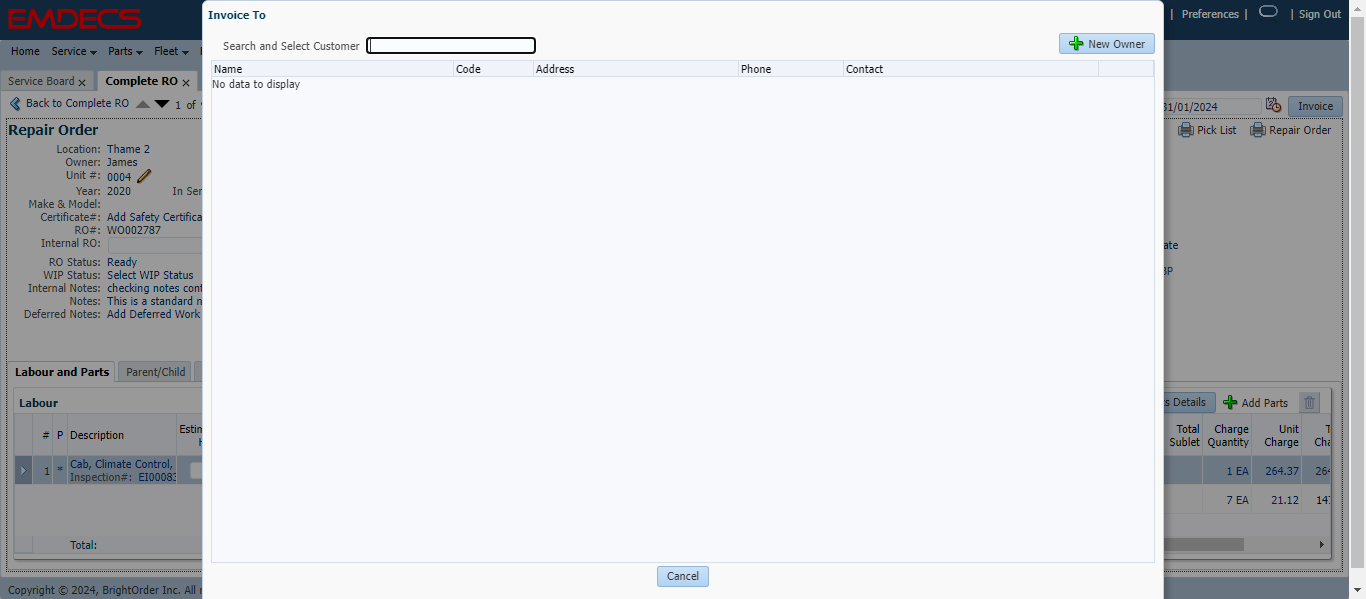 EMDECS
Invoice To
| Preferences | | Sign Out
Search and Select Customer
New Owner
Home Service Parts Fleet
Name Code Address Phone Contact
No data to display
Service Board x Complete RO x
Back to Complete RO 1 of
31/01/2024 Invoice
Repair Order
Pick List Repair Order
Location: Thame 2
Owner: James
Unit #: 0004
Year: 2020 In Ser
Make & Model:
Certificate#: Add Safety Certifica
RO#: WO002787
Internal RO:
ate
RO Status: Ready
3P
WIP Status: Select WIP Status
Internal Notes: checking notes cont
Notes: This is a standard n
Deferred Notes: Add Deferred Work
Labour and Parts Parent/Child
Labour
s Details Add Parts
# P Description Estim
H
Total Sublet Charge Quantity Unit Charge T Cha
1 * Cab, Climate Control,
Inspection#: EI00083
1 EA 264.37 264
7 EA 21.12 147
Total:
Cancel
Copyright © 2024, BrightOrder Inc. All r